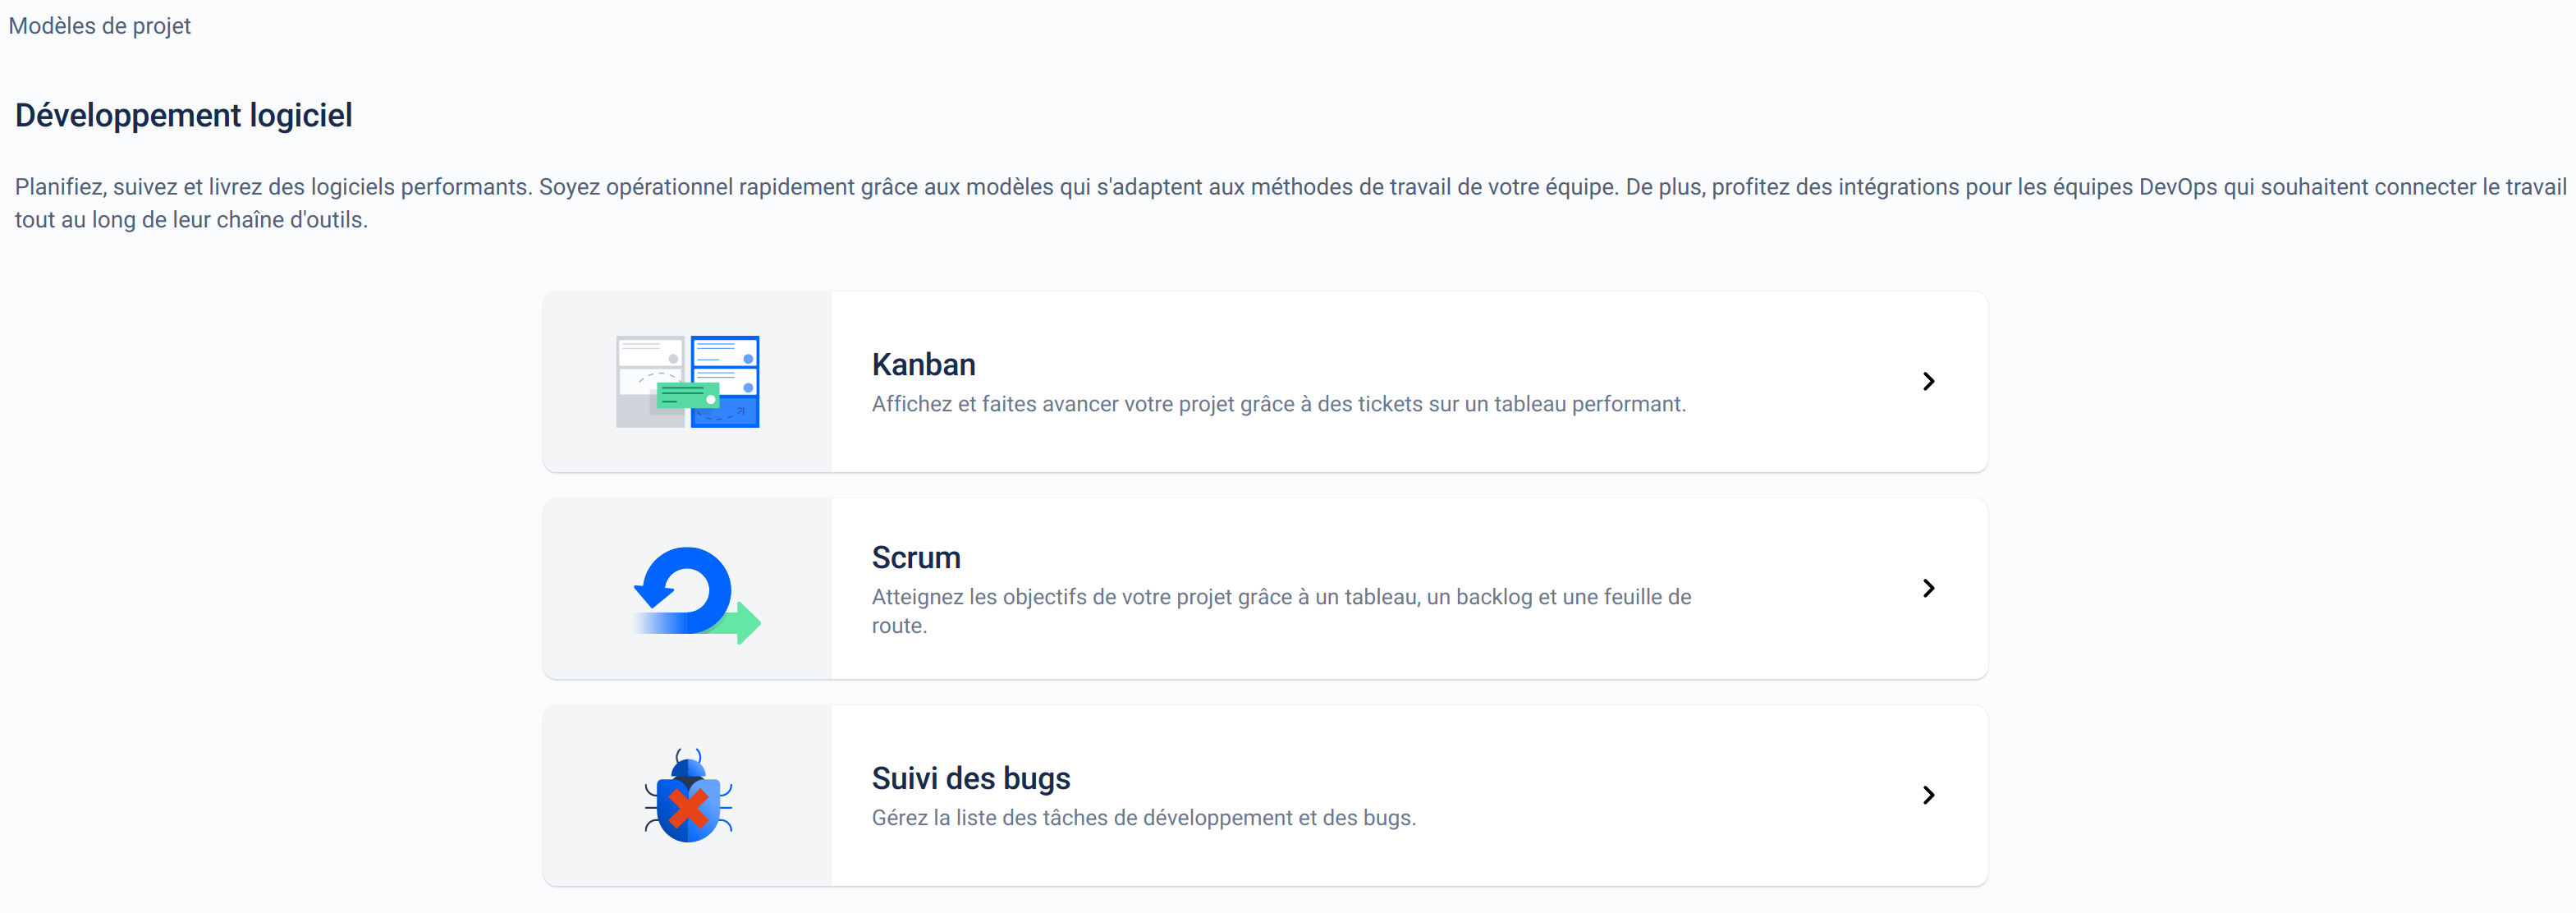 Modèles de projet
Développement logiciel
Planifiez, suivez et livrez des logiciels performants. Soyez opérationnel rapidement grâce aux modèles qui s'adaptent aux méthodes de travail de votre équipe. De plus, profitez des intégrations pour les équipes DevOps qui souhaitent connecter le travail
tout au long de leur chaîne d'outils.
Kanban
Affichez et faites avancer votre projet grâce à des tickets sur un tableau performant.
Scrum
Atteignez les objectifs de votre projet grâce à un tableau, un backlog et une feuille de
route.
Suivi des bugs
Gérez la liste des tâches de développement et des bugs.